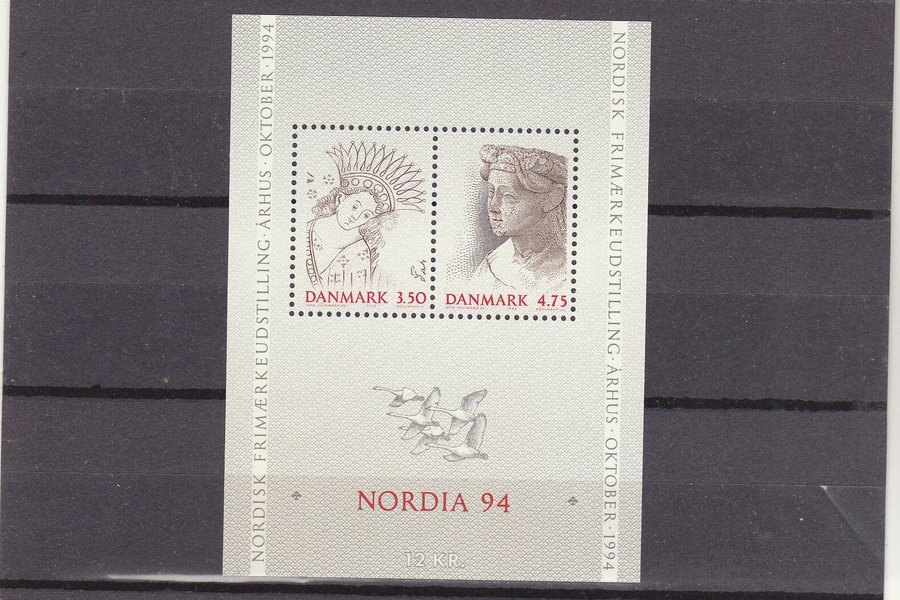 NORDISK FRIMÆRKEUDSTILLING · ÅRHUS · OKTOBER · 1994
DANMARK 3.50
DANMARK 4.75
NORDIA 94
12 KR.
NORDISK FRIMÆRKEUDSTILLING · ÅRHUS · OKTOBER · 1994